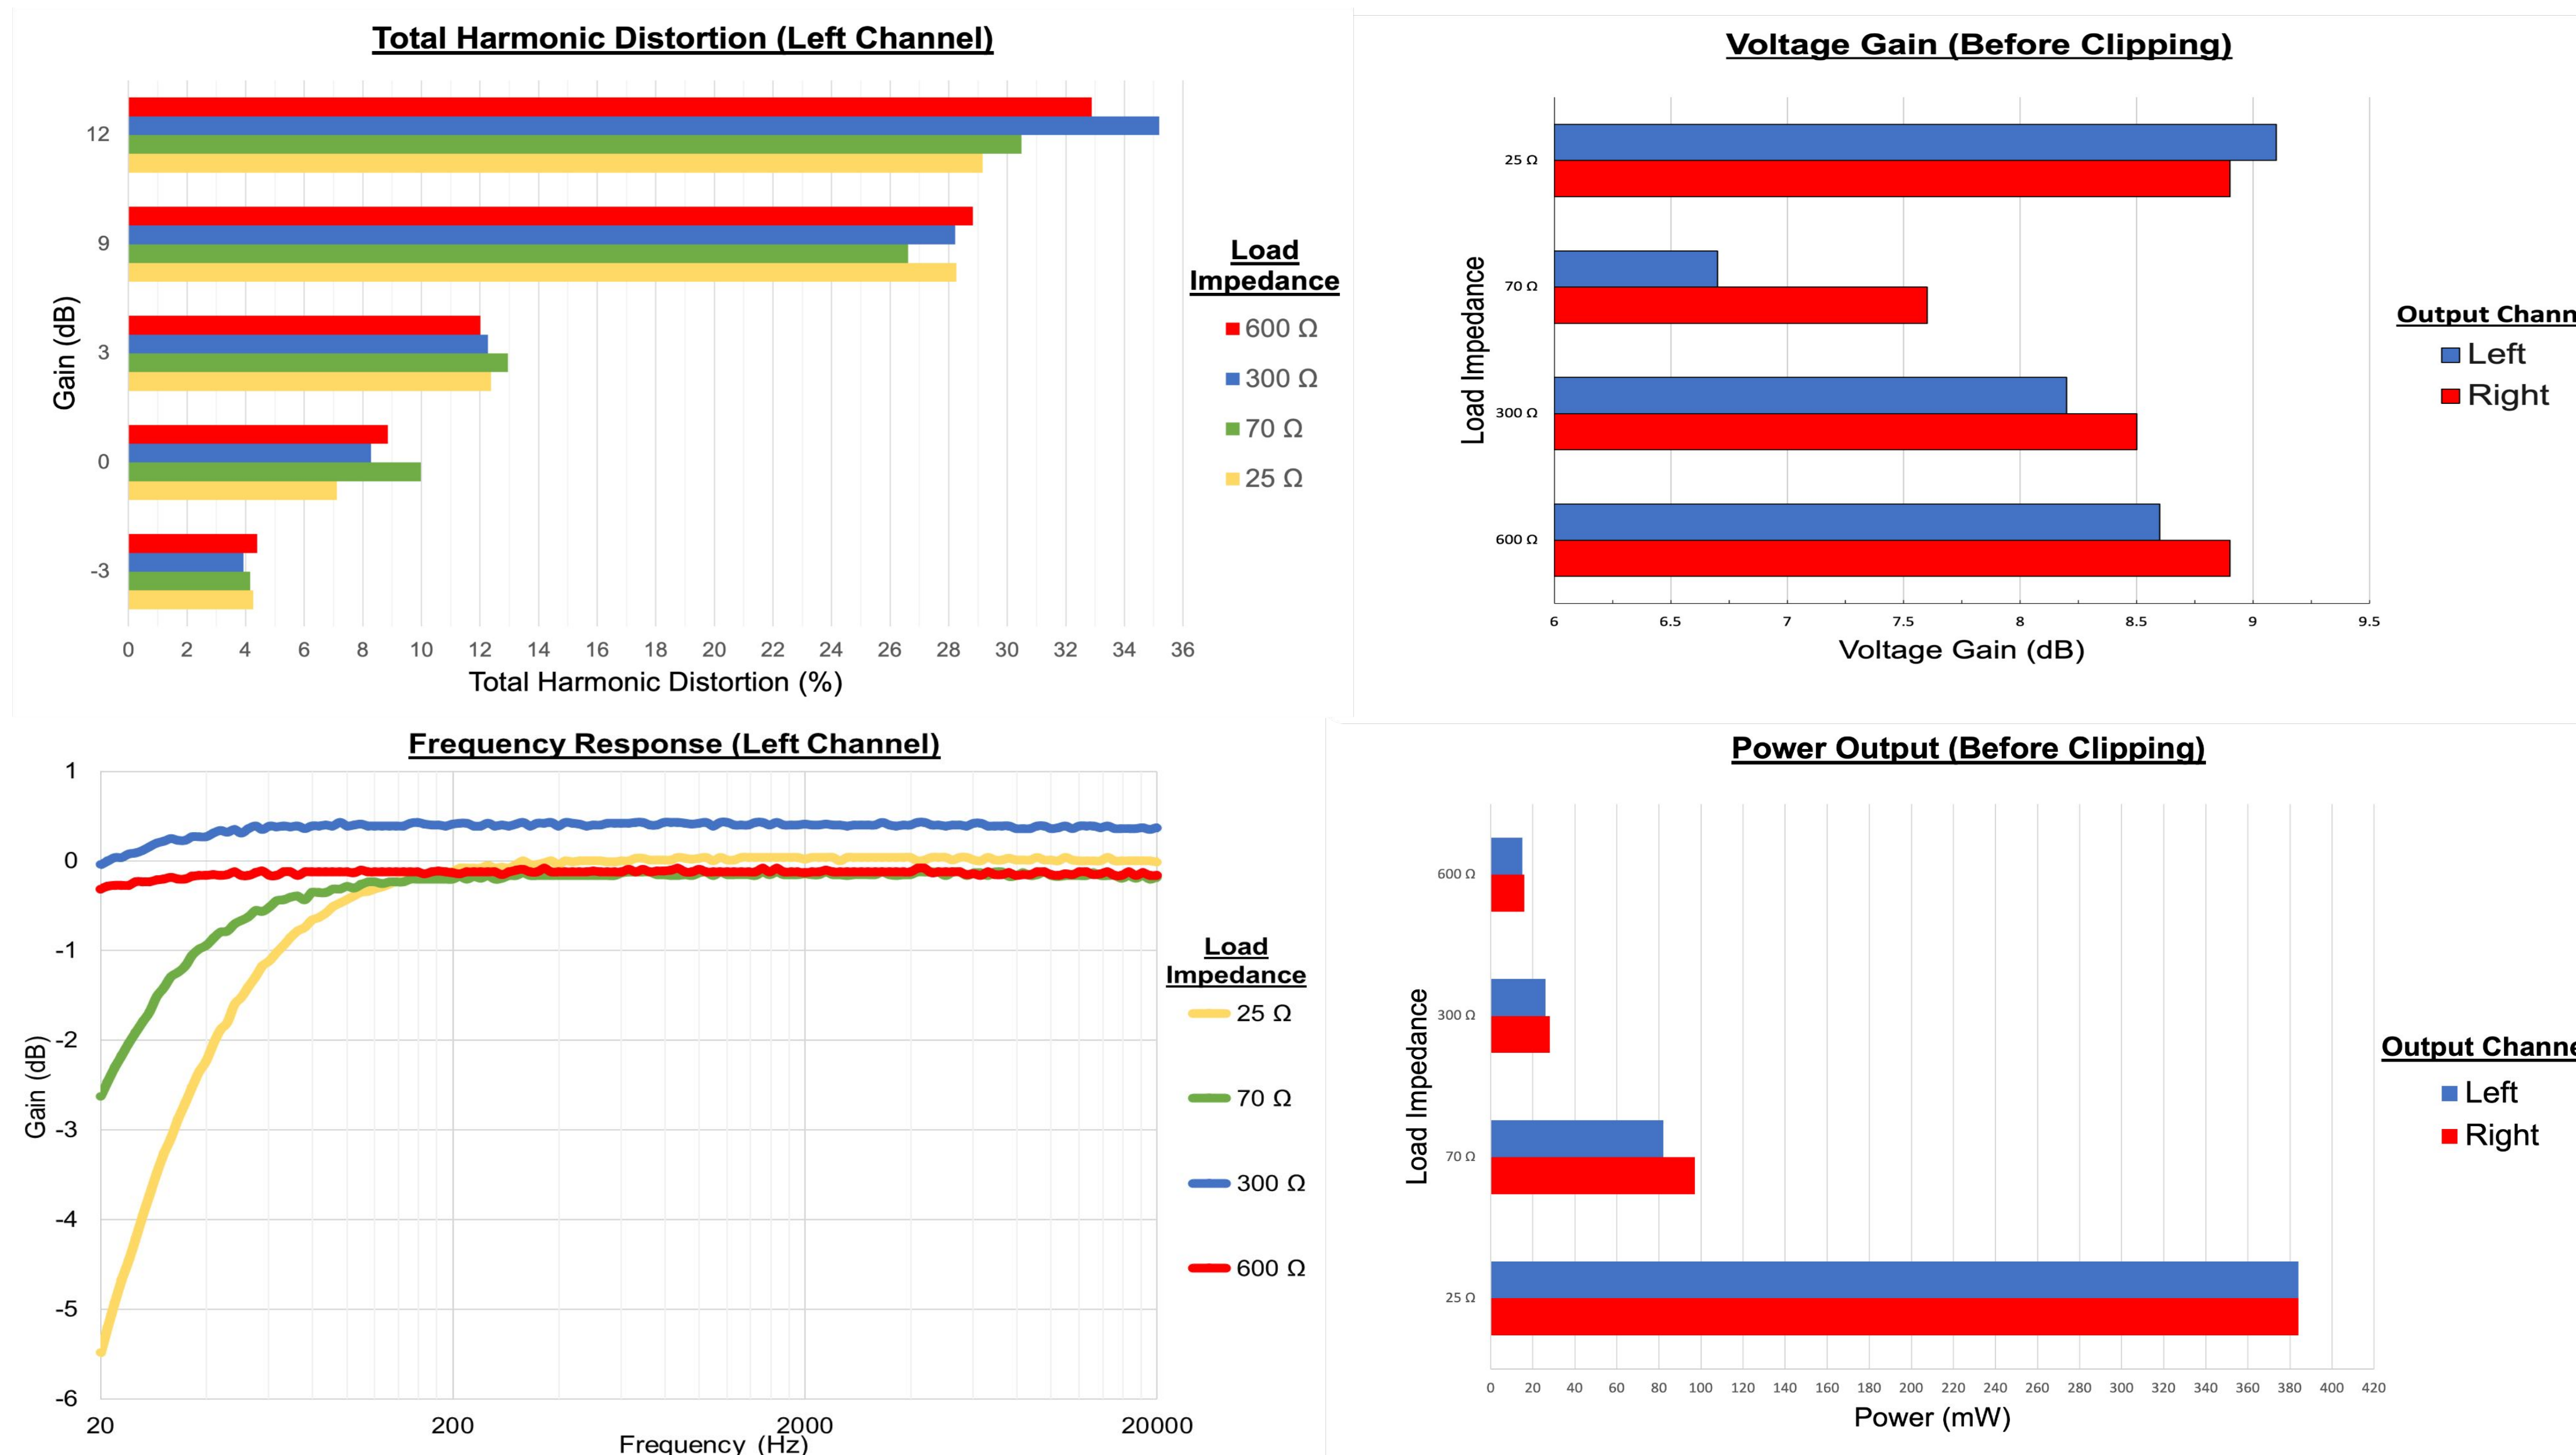 Total Harmonic Distortion (Left Channel)
12
9
3
0
-3
Gain (dB)
0 2 4 6 8 10 12 14 16 18 20 22 24 26 28 30 32 34 36
Total Harmonic Distortion (%)
Load
Impedance
600 Ω
300 Ω
70 Ω
25 Ω
Voltage Gain (Before Clipping)
25 Ω
70 Ω
300 Ω
600 Ω
Load Impedance
6 6.5 7 7.5 8 8.5 9 9.5
Voltage Gain (dB)
Output Chann
Left
Right
Frequency Response (Left Channel)
1
0
-1
-2
-3
-4
-5
-6
Gain (dB)
20 200 2000 20000
Frequency (Hz)
Load
Impedance
25 Ω
70 Ω
300 Ω
600 Ω
Power Output (Before Clipping)
600 Ω
300 Ω
70 Ω
25 Ω
Load Impedance
0 20 40 60 80 100 120 140 160 180 200 220 240 260 280 300 320 340 360 380 400 420
Power (mW)
Output Channe
Left
Right